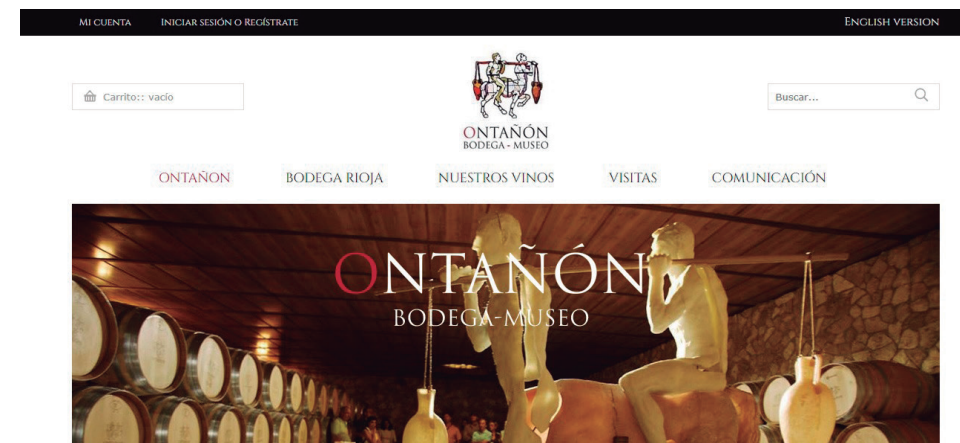 MI CUENTA INICIAR SESIÓN O REGÍSTRATE ENGLISH VERSION
Carrito:: vacío
ONTAÑÓN
BODEGA - MUSEO
Buscar...
ONTAÑON BODEGA RIOJA NUESTROS VINOS VISITAS COMUNICACIÓN
ONTAÑÓN
BODEGA-MUSEO